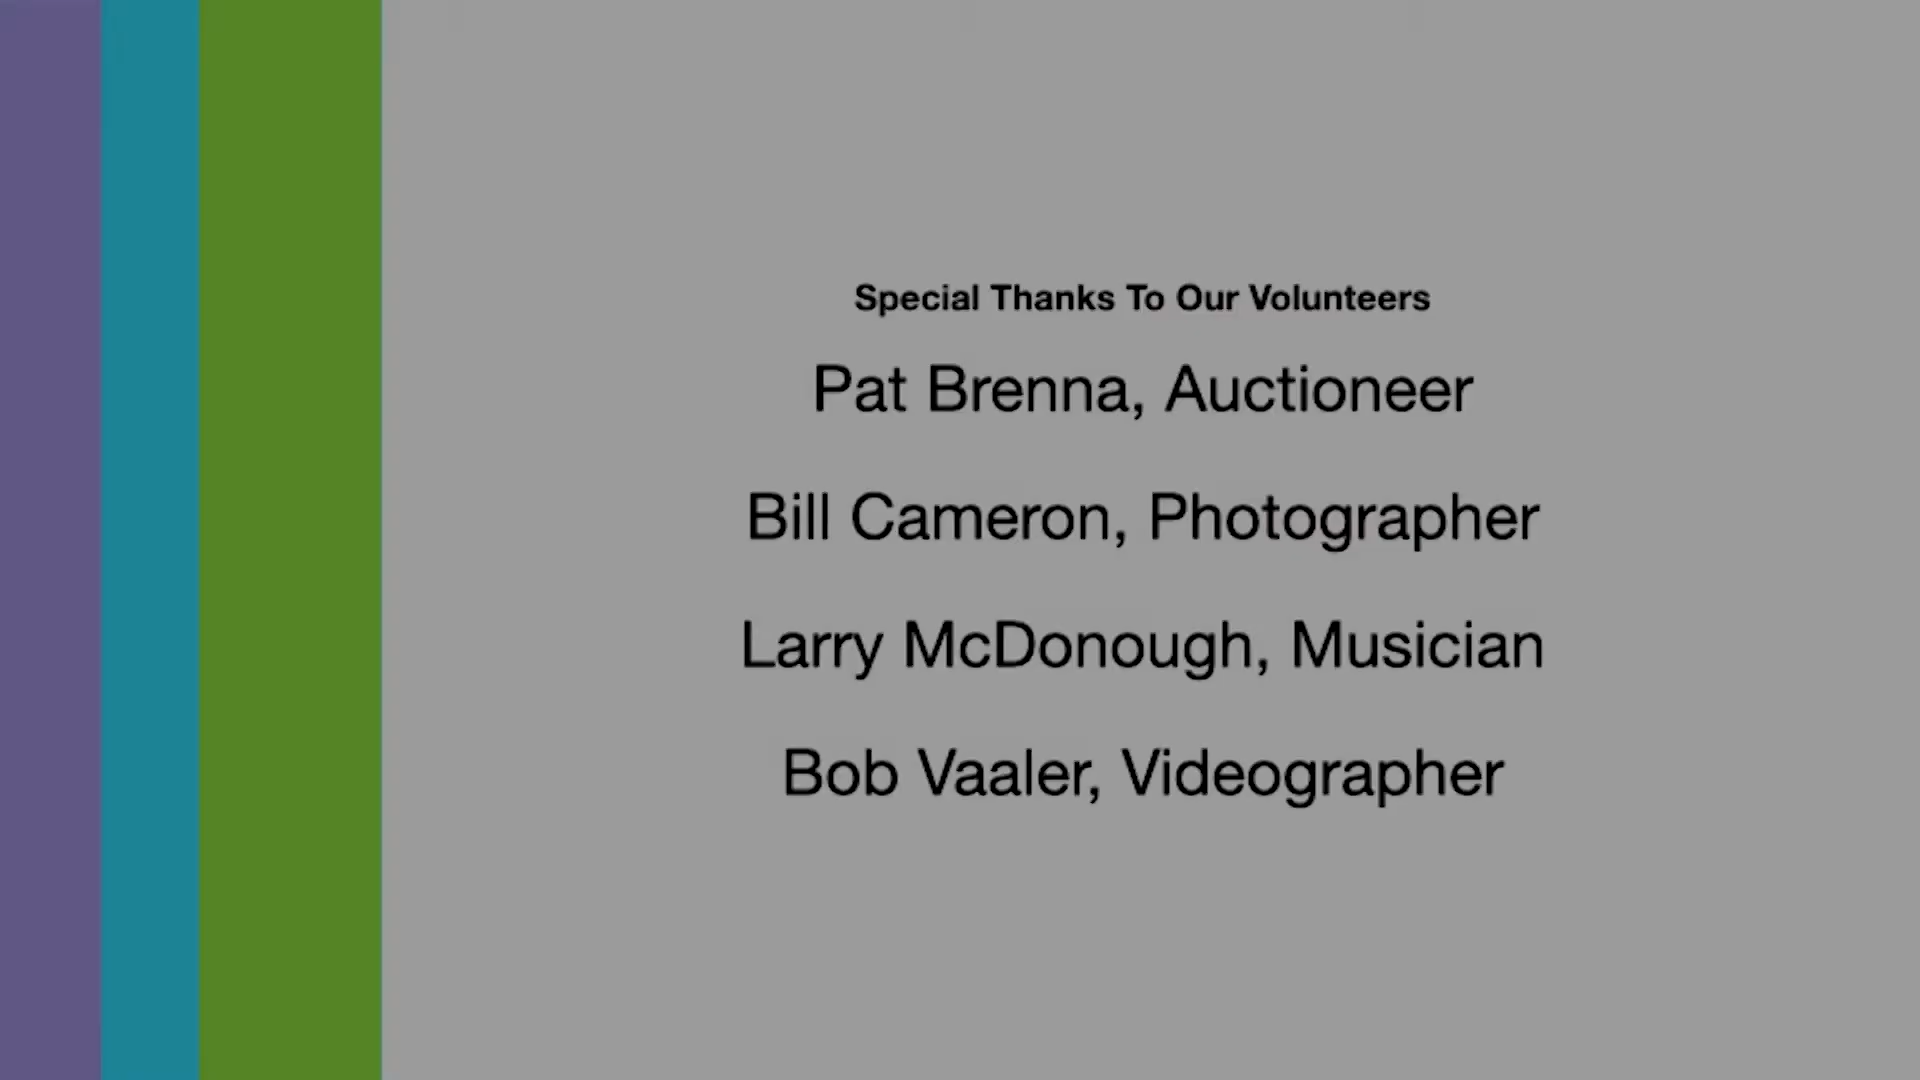 Special Thanks To Our Volunteers
Pat Brenna, Auctioneer
Bill Cameron, Photographer
Larry McDonough, Musician
Bob Vaaler, Videographer